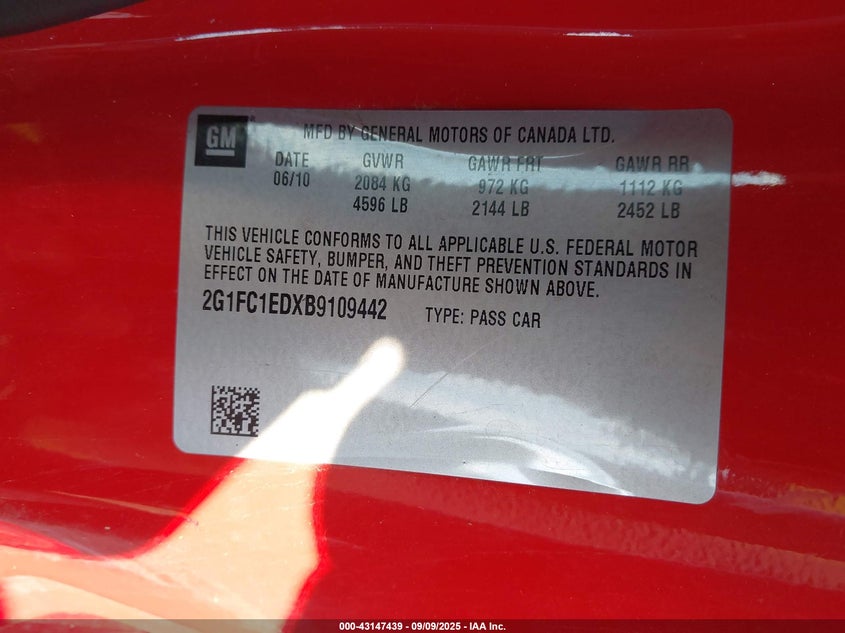 GM
MFD BY GENERAL MOTORS OF CANADA LTD.
DATE GVWR GAWR FRT GAWR RR
06/10 2084 KG 972 KG 1112 KG
4596 LB 2144 LB 2452 LB
THIS VEHICLE CONFORMS TO ALL APPLICABLE U.S. FEDERAL MOTOR
VEHICLE SAFETY, BUMPER, AND THEFT PREVENTION STANDARDS IN
EFFECT ON THE DATE OF MANUFACTURE SHOWN ABOVE.
2G1FC1EDXB9109442 TYPE: PASS CAR
000-43147439 - 09/09/2025 - IAA Inc.